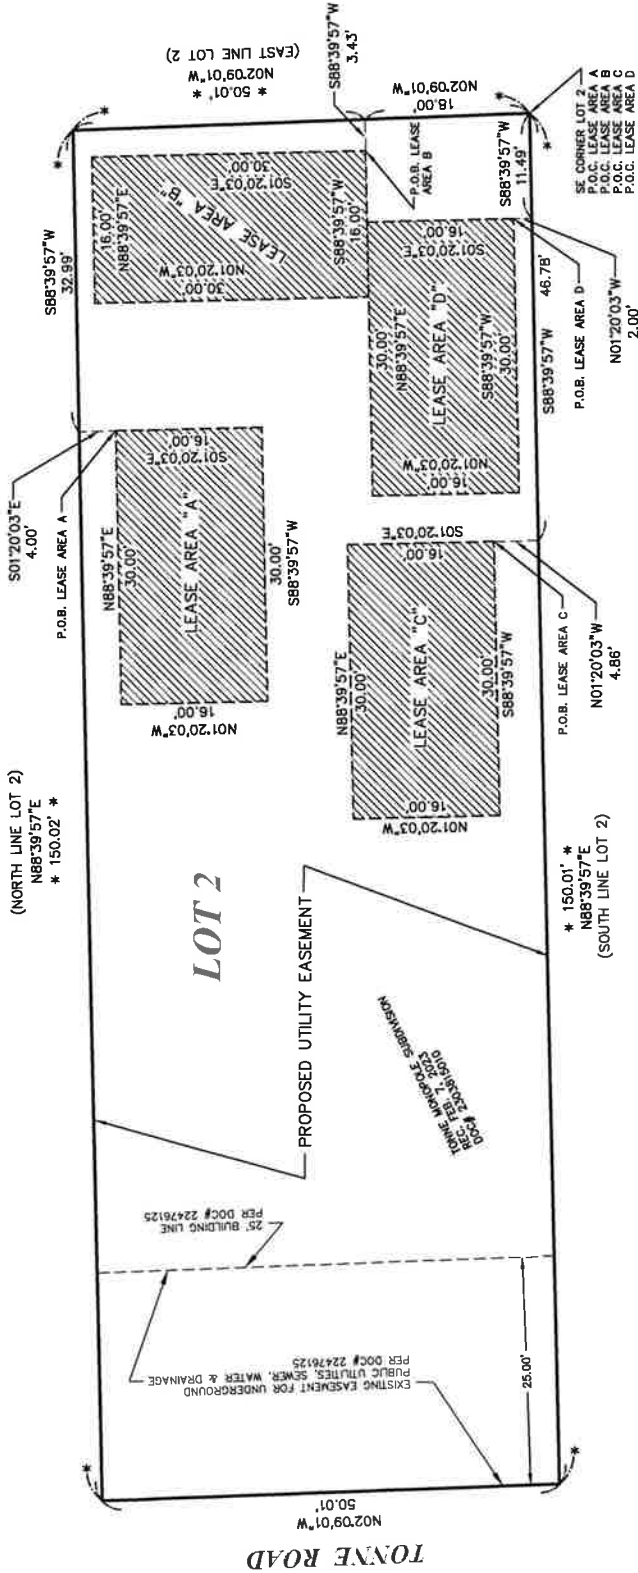 (NORTH LINE LOT 2)
N88°39'57"E
* 150.02' *
S01°20'03"E
4.00'
P.O.B. LEASE AREA A
S88°39'57"W
32.99'
N88°39'57"E
30.00'
LEASE AREA "A"
16.00'
S01°20'03"E
30.00'
S88°39'57"W
16.00'
N01°20'03"W
16.00'
N88°39'57"E
30.00'
S01°20'03"E
LEASE AREA "B"
30.00'
N01°20'03"W
S88°39'57"W
16.00'
* 50.01' *
N02°09'01"W
(EAST LINE LOT 2)
S88°39'57"W
3.43'
P.O.B. LEASE
AREA B
18.00'
N02°09'01"W
30.00'
N88°39'57"E
LEASE AREA "D"
16.00'
S01°20'03"E
S88°39'57"W
30.00'
N01°20'03"W
16.00'
S88°39'57"W
11.49'
SE CORNER LOT 2
P.O.C. LEASE AREA A
P.O.C. LEASE AREA B
P.O.C. LEASE AREA C
P.O.C. LEASE AREA D
46.78'
S88°39'57"W
P.O.B. LEASE AREA D
N01°20'03"W
2.00'
N88°39'57"E
30.00'
LEASE AREA "C"
S01°20'03"E
16.00'
30.00'
S88°39'57"W
16.00'
N01°20'03"W
P.O.B. LEASE AREA C
N01°20'03"W
4.86'
* 150.01' *
N88°39'57"E
(SOUTH LINE LOT 2)
LOT 2
PROPOSED UTILITY EASEMENT
TONNE MONOPOLE SUBDIVISION
REC. FEB. 7, 2023
DOC# 2303815010
25' BUILDING LINE
PER DOC# 22476125
EXISTING EASEMENT FOR UNDERGROUND
PUBLIC UTILITIES, SEWER, WATER & DRAINAGE
PER DOC# 22476125
25.00'
N02°09'01"W
50.01'
TONNE ROAD